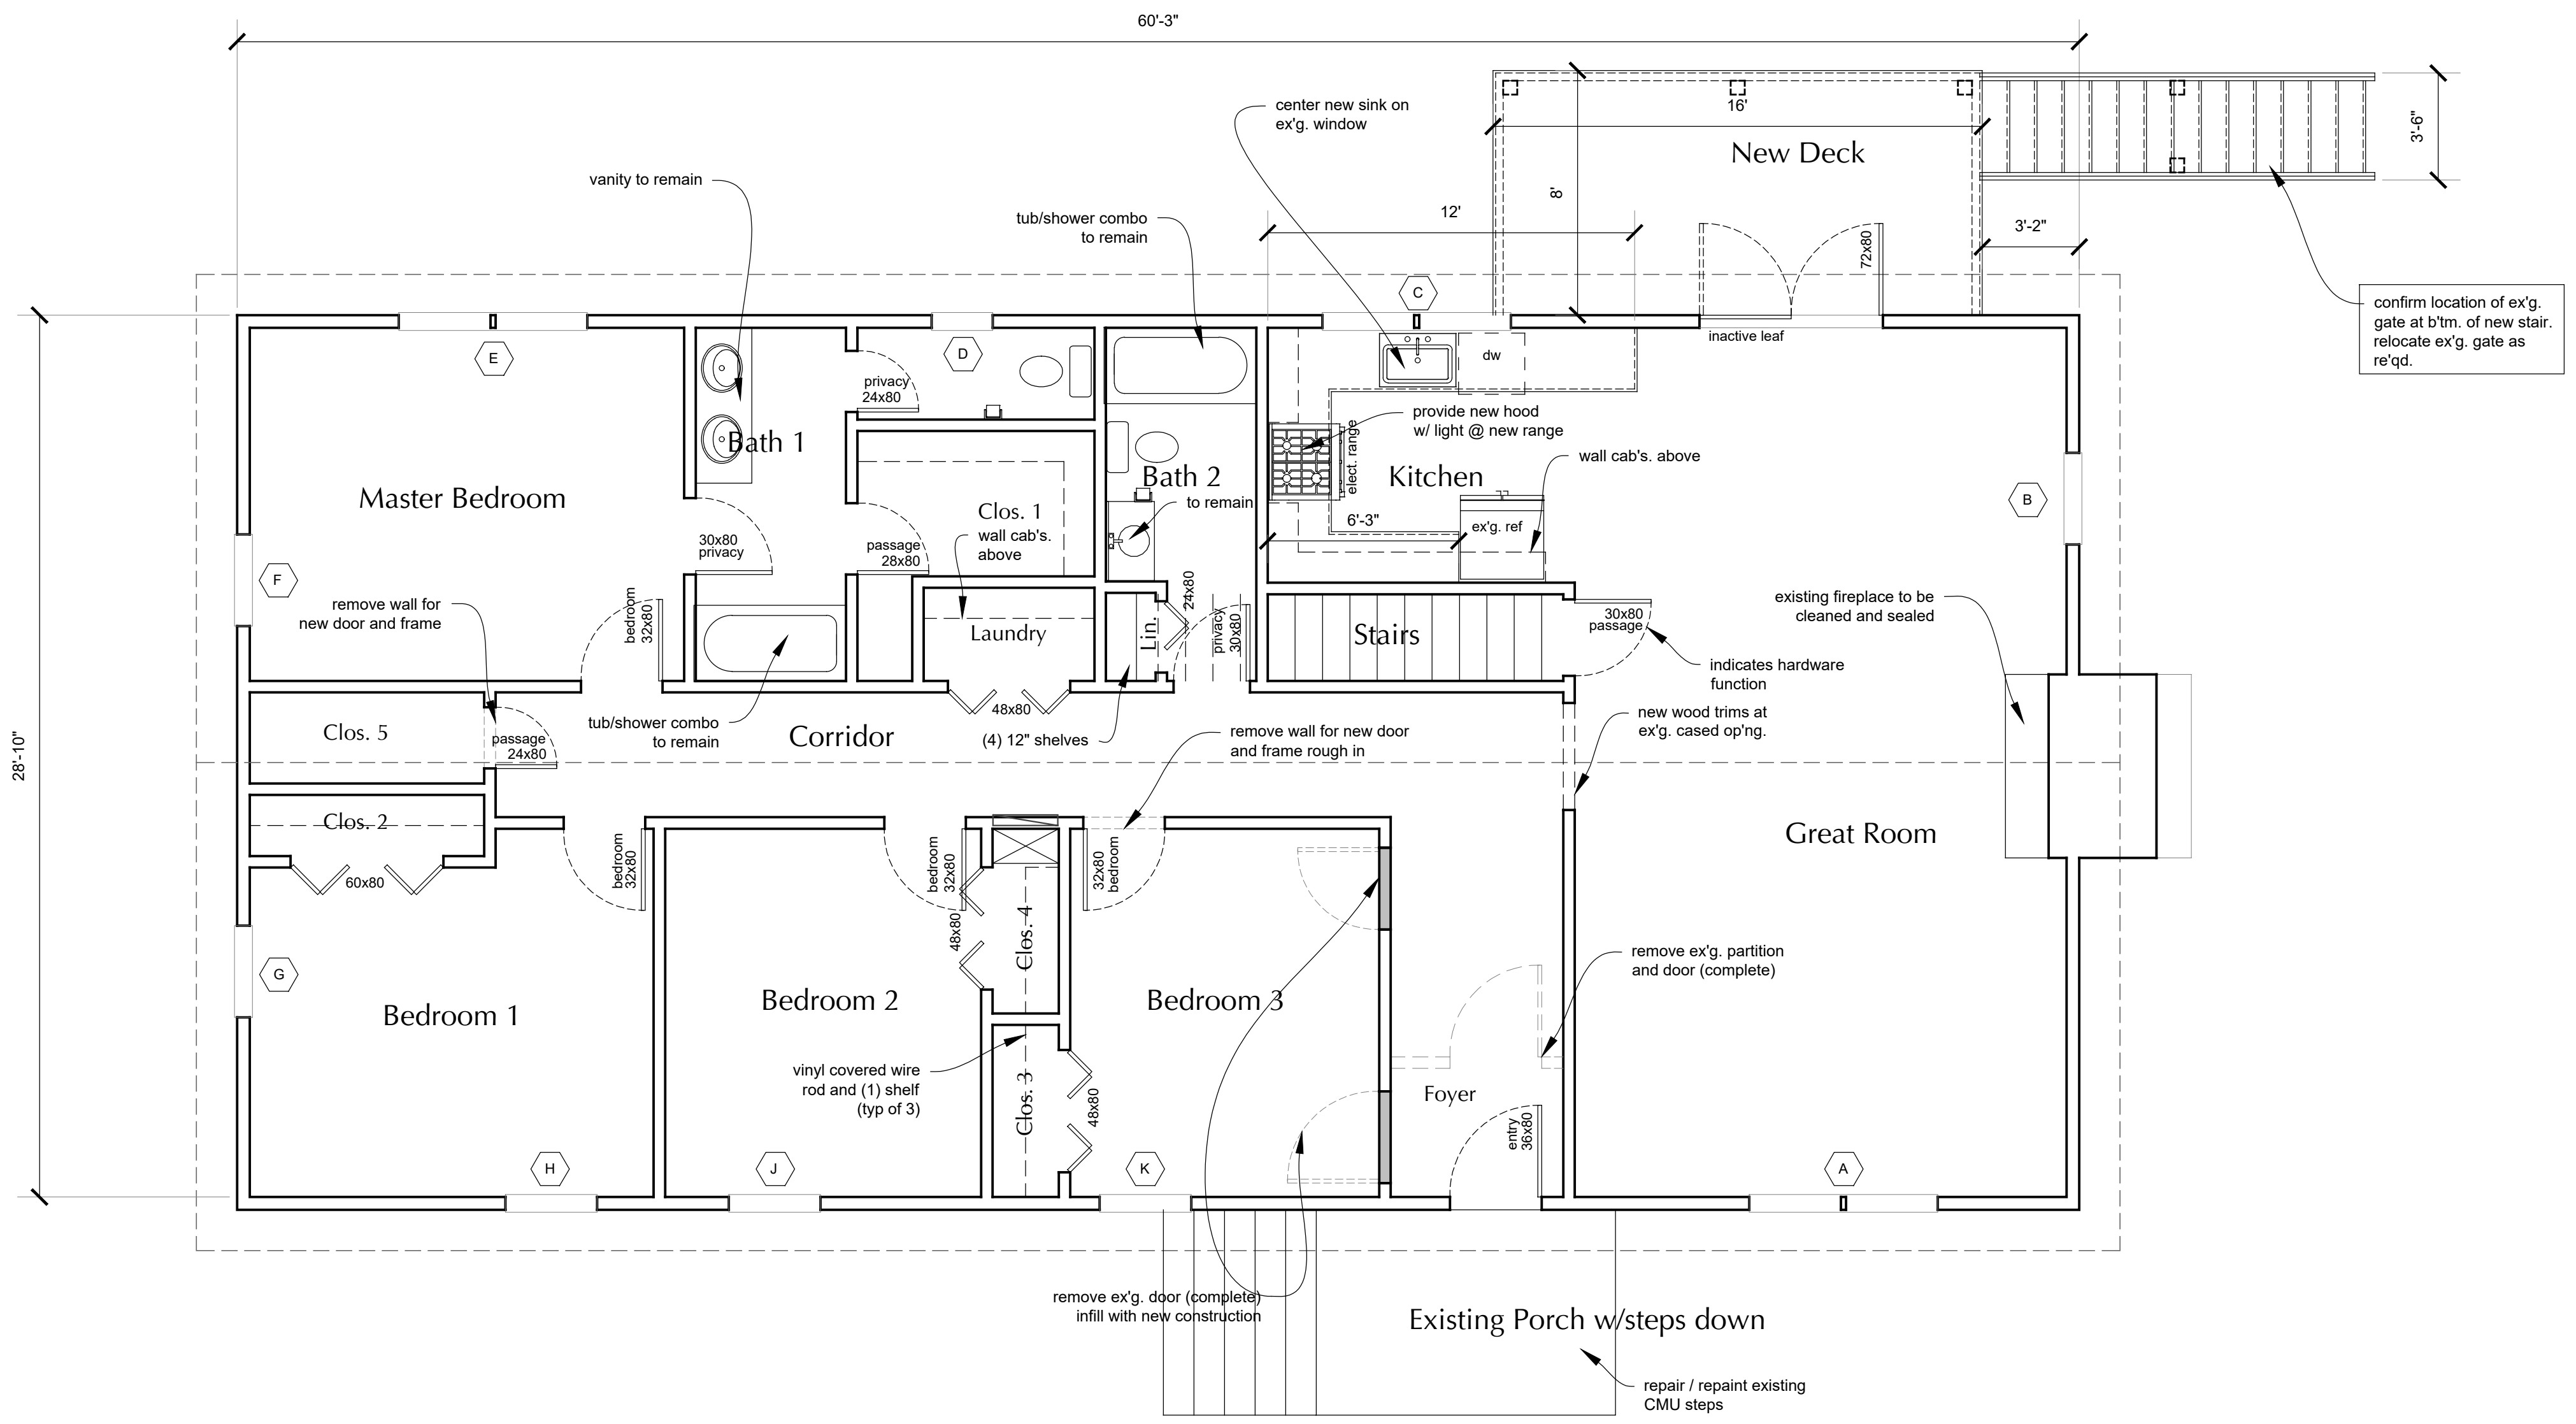 60'-3"
center new sink on
ex'g. window
16'
New Deck
3'-6"
vanity to remain
8'
tub/shower combo
to remain
12'
72x80
3'-2"
C
confirm location of ex'g.
gate at b'tm. of new stair.
relocate ex'g. gate as
re'qd.
inactive leaf
E
D
dw
privacy
24x80
provide new hood
w/ light @ new range
elect. range
Bath 1
wall cab's. above
Bath 2
Kitchen
Master Bedroom
to remain
B
Clos. 1
wall cab's.
above
6'-3"
ex'g. ref
30x80
privacy
passage
28x80
F
24x80
remove wall for
new door and frame
bedroom
32x80
Laundry
Lin.
privacy
30x80
Stairs
30x80
passage
existing fireplace to be
cleaned and sealed
indicates hardware
function
48x80
Clos. 5
passage
24x80
tub/shower combo
to remain
Corridor
(4) 12" shelves
remove wall for new door
and frame rough in
new wood trims at
ex'g. cased op'ng.
28'-10"
Clos. 2
Great Room
60x80
bedroom
32x80
bedroom
32x80
32x80
bedroom
48x80
Clos. 4
remove ex'g. partition
and door (complete)
G
Bedroom 1
Bedroom 2
Bedroom 3
vinyl covered wire
rod and (1) shelf
(typ of 3)
Clos. 3
48x80
Foyer
entry
36x80
H
J
K
A
remove ex'g. door (complete)
infill with new construction
Existing Porch w/steps down
repair / repaint existing
CMU steps